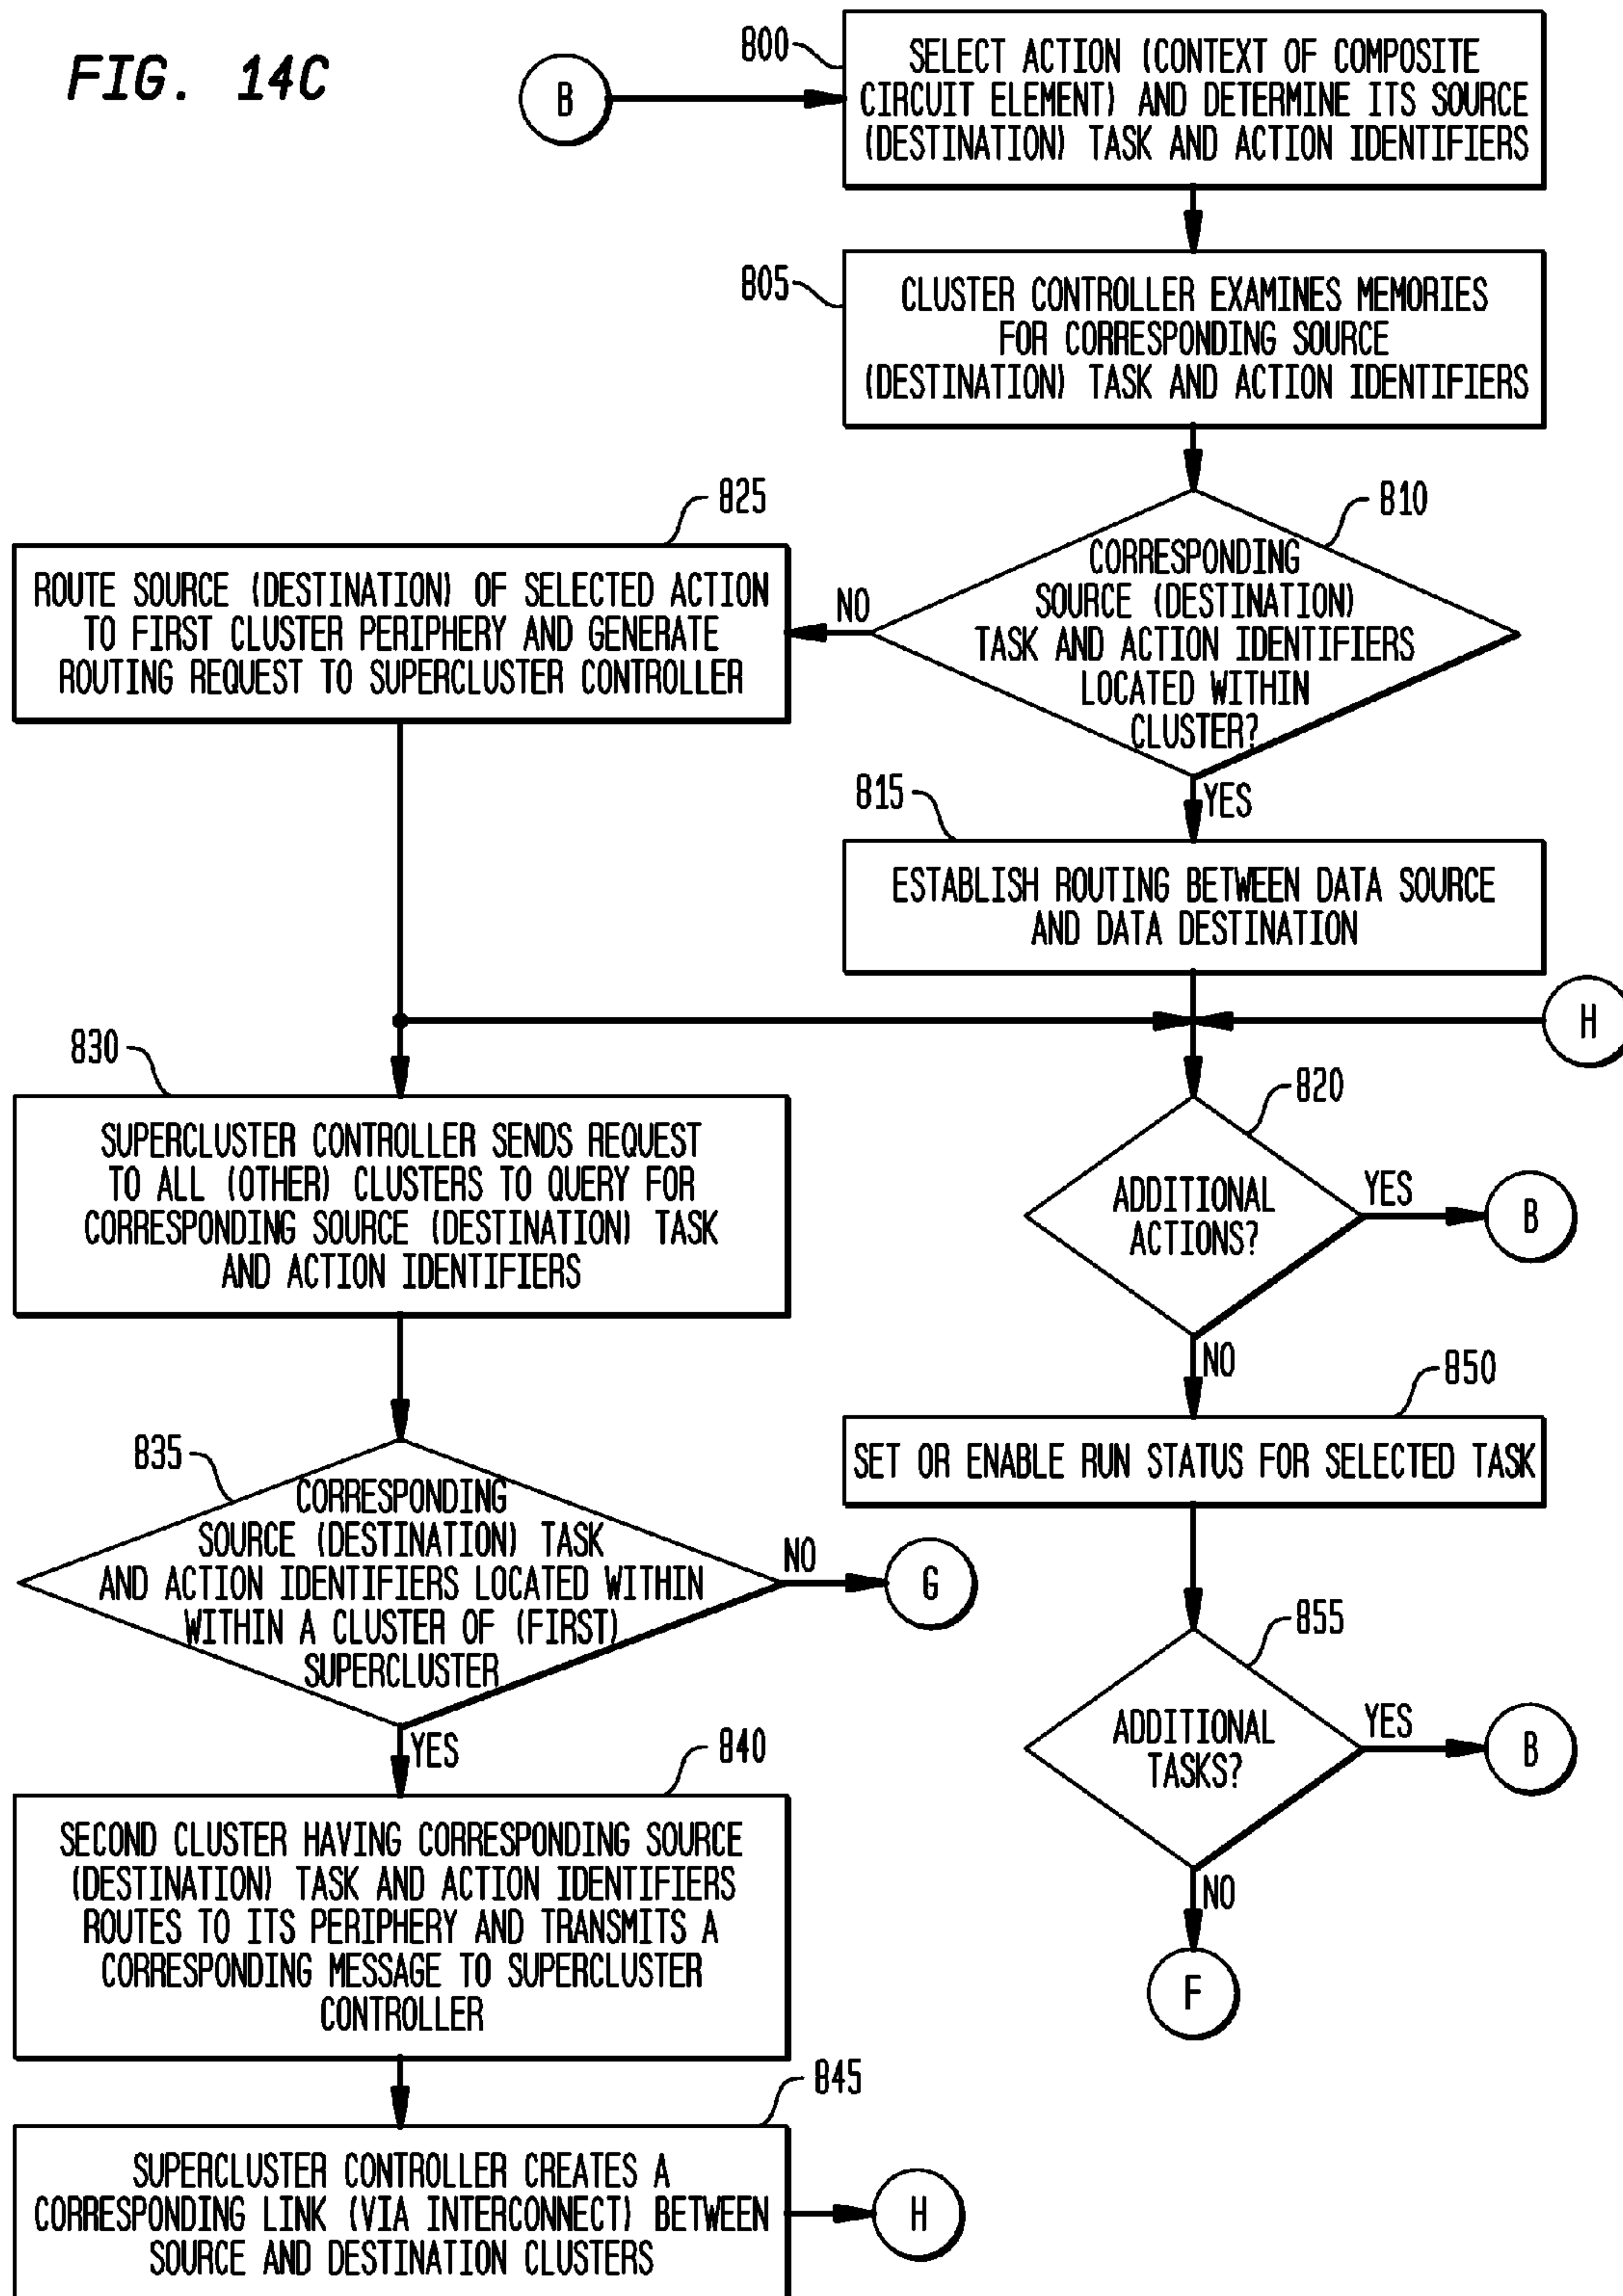 FIG. 14C
B
800
SELECT ACTION (CONTEXT OF COMPOSITE
CIRCUIT ELEMENT) AND DETERMINE ITS SOURCE
(DESTINATION) TASK AND ACTION IDENTIFIERS
805
CLUSTER CONTROLLER EXAMINES MEMORIES
FOR CORRESPONDING SOURCE
(DESTINATION) TASK AND ACTION IDENTIFIERS
810
CORRESPONDING
SOURCE (DESTINATION)
TASK AND ACTION IDENTIFIERS
LOCATED WITHIN
CLUSTER?
NO
YES
825
ROUTE SOURCE (DESTINATION) OF SELECTED ACTION
TO FIRST CLUSTER PERIPHERY AND GENERATE
ROUTING REQUEST TO SUPERCLUSTER CONTROLLER
815
ESTABLISH ROUTING BETWEEN DATA SOURCE
AND DATA DESTINATION
H
830
SUPERCLUSTER CONTROLLER SENDS REQUEST
TO ALL (OTHER) CLUSTERS TO QUERY FOR
CORRESPONDING SOURCE (DESTINATION) TASK
AND ACTION IDENTIFIERS
820
ADDITIONAL
ACTIONS?
YES
B
NO
850
SET OR ENABLE RUN STATUS FOR SELECTED TASK
835
CORRESPONDING
SOURCE (DESTINATION) TASK
AND ACTION IDENTIFIERS LOCATED WITHIN
WITHIN A CLUSTER OF (FIRST)
SUPERCLUSTER
NO
G
YES
855
ADDITIONAL
TASKS?
YES
B
NO
F
840
SECOND CLUSTER HAVING CORRESPONDING SOURCE
(DESTINATION) TASK AND ACTION IDENTIFIERS
ROUTES TO ITS PERIPHERY AND TRANSMITS A
CORRESPONDING MESSAGE TO SUPERCLUSTER
CONTROLLER
845
SUPERCLUSTER CONTROLLER CREATES A
CORRESPONDING LINK (VIA INTERCONNECT) BETWEEN
SOURCE AND DESTINATION CLUSTERS
H